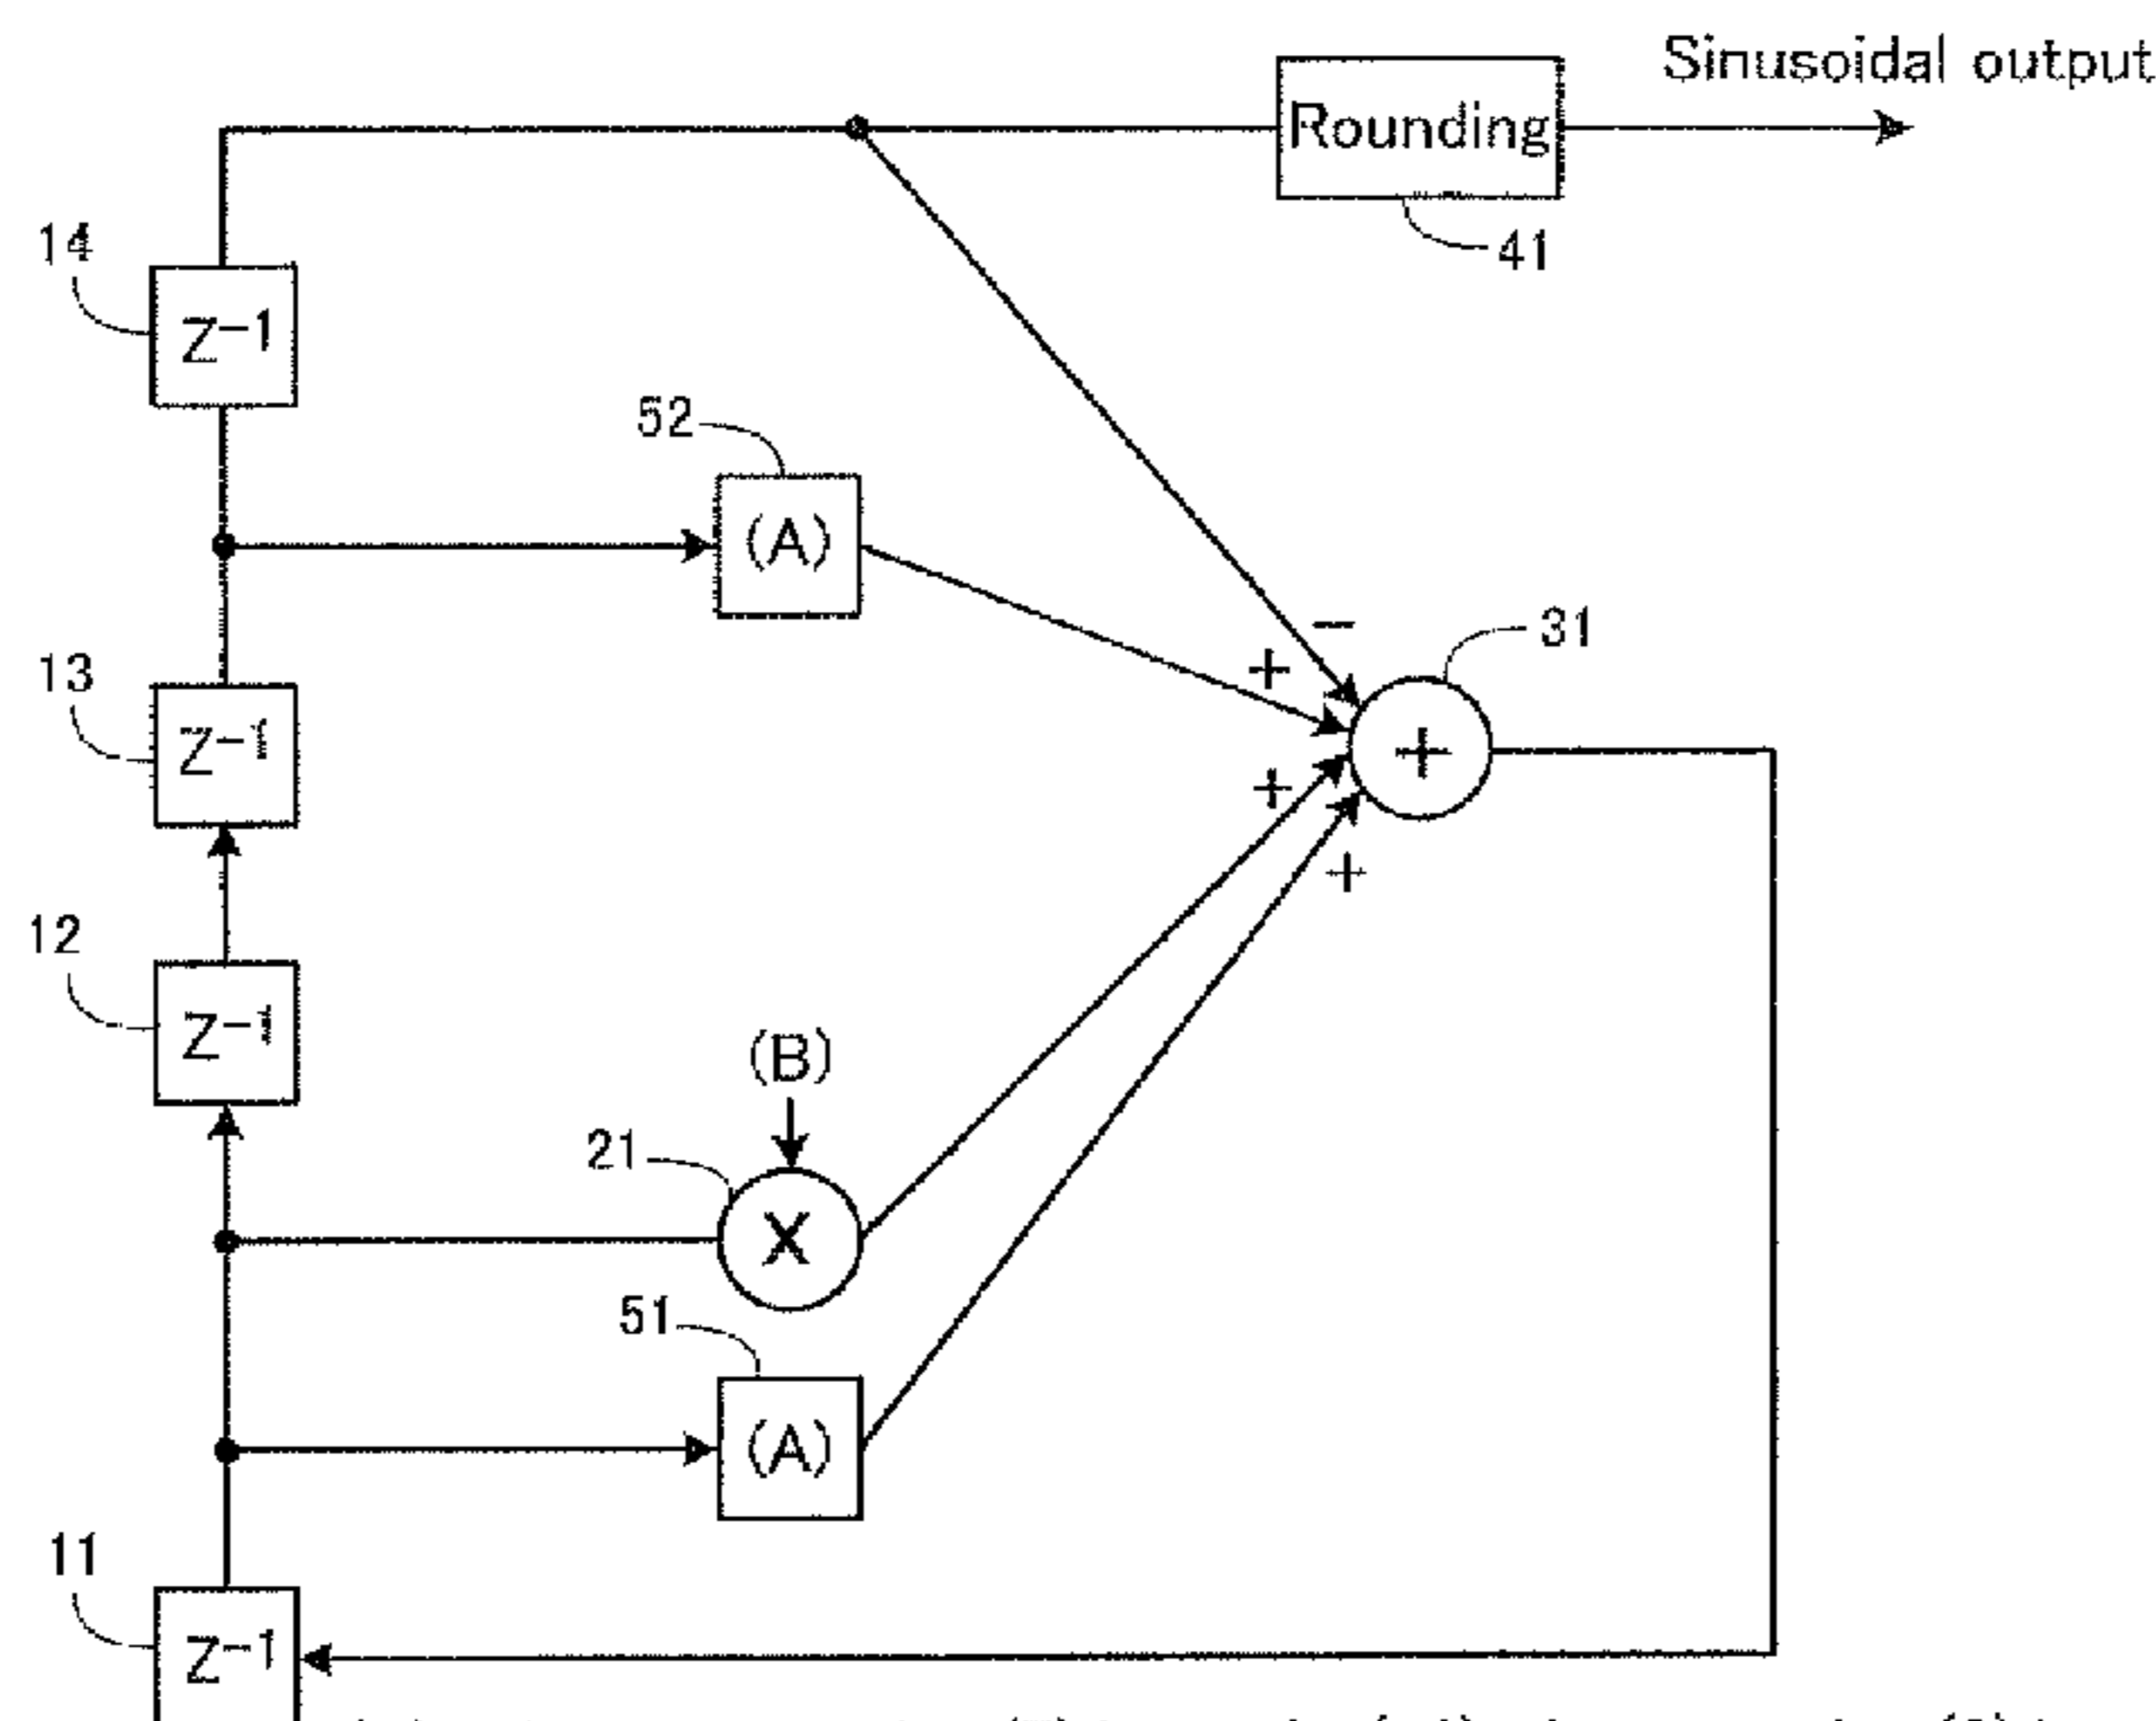 Sinusoidal output
Rounding
41
14
Z⁻¹
52
(A)
−
+
31
13
Z⁻¹
+
+
+
12
Z⁻¹
(B)
21
X
51
(A)
11
Z⁻¹